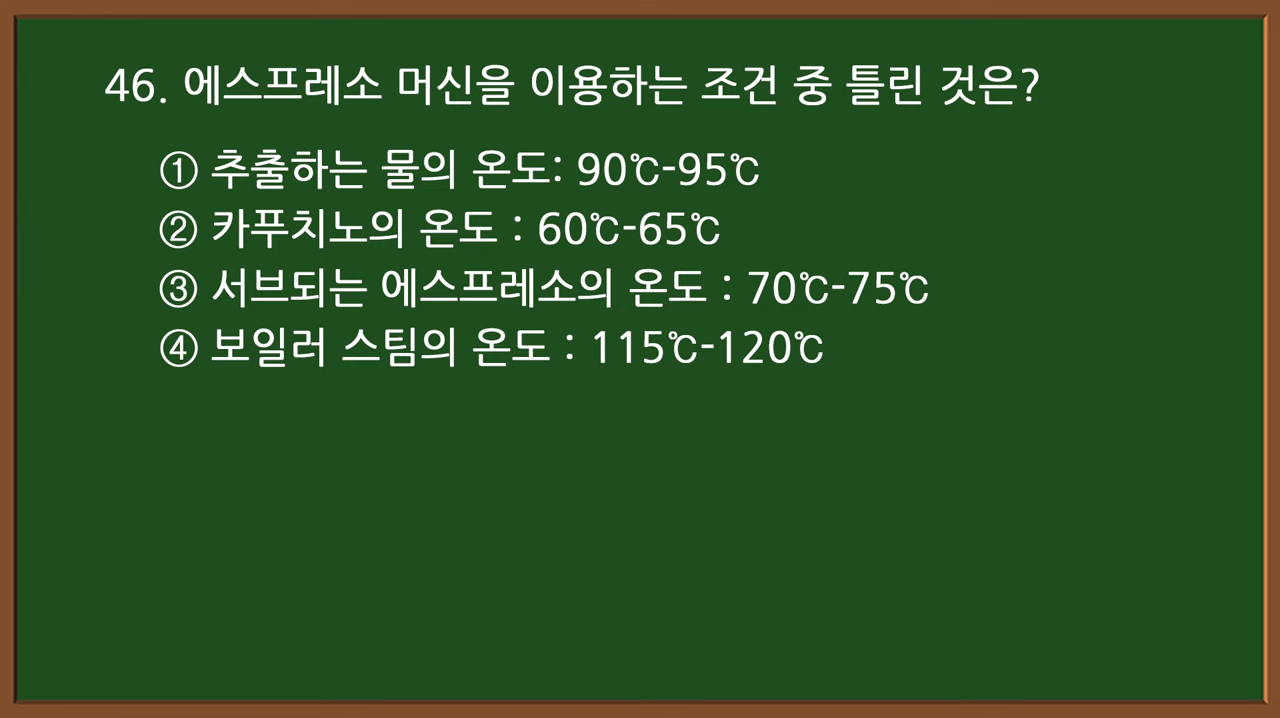 46. 에스프레소 머신을 이용하는 조건 중 틀린 것은?
① 추출하는 물의 온도: 90℃-95℃
② 카푸치노의 온도 : 60℃-65℃
③ 서브되는 에스프레소의 온도 : 70℃-75℃
④ 보일러 스팀의 온도 : 115℃-120℃